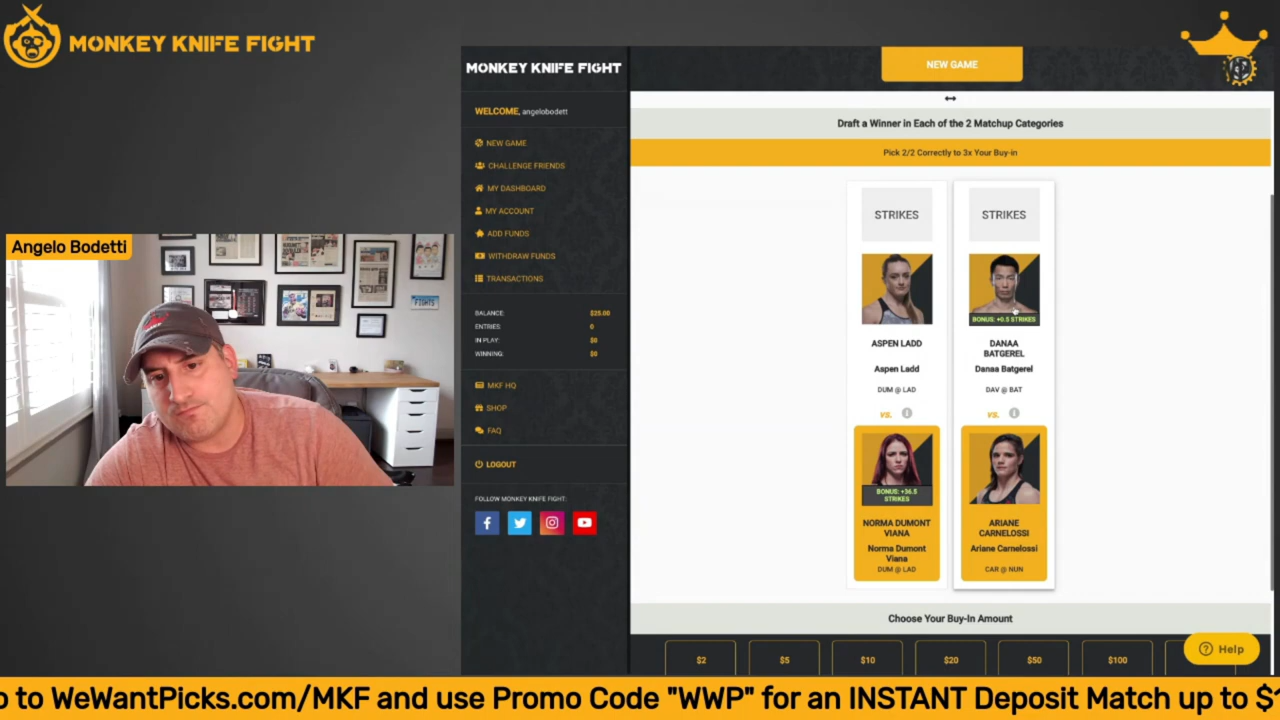 MONKEY KNIFE FIGHT
Angelo Bodetti
MONKEY KNIFE FIGHT
WELCOME, angelobodett
NEW GAME
CHALLENGE FRIENDS
MY DASHBOARD
MY ACCOUNT
ADD FUNDS
WITHDRAW FUNDS
TRANSACTIONS
BALANCE: $25.00
ENTRIES: 0
IN PLAY: $0
WINNING: $0
MKF HQ
SHOP
FAQ
LOGOUT
FOLLOW MONKEY KNIFE FIGHT:
NEW GAME
Draft a Winner in Each of the 2 Matchup Categories
Pick 2/2 Correctly to 3x Your Buy-in
STRIKES
ASPEN LADD
Aspen Ladd
DUM @ LAD
VS.
BONUS: +36.5
STRIKES
NORMA DUMONT
VIANA
Norma Dumont
Viana
DUM @ LAD
STRIKES
BONUS: +0.5 STRIKES
DANAA
BATGEREL
Danaa Batgerel
DAV @ BAT
VS.
ARIANE
CARNELOSSI
Ariane Carnelossi
CAR @ NUN
Choose Your Buy-In Amount
$2 $5 $10 $20 $50 $100
Help
o to WeWantPicks.com/MKF and use Promo Code "WWP" for an INSTANT Deposit Match up to $